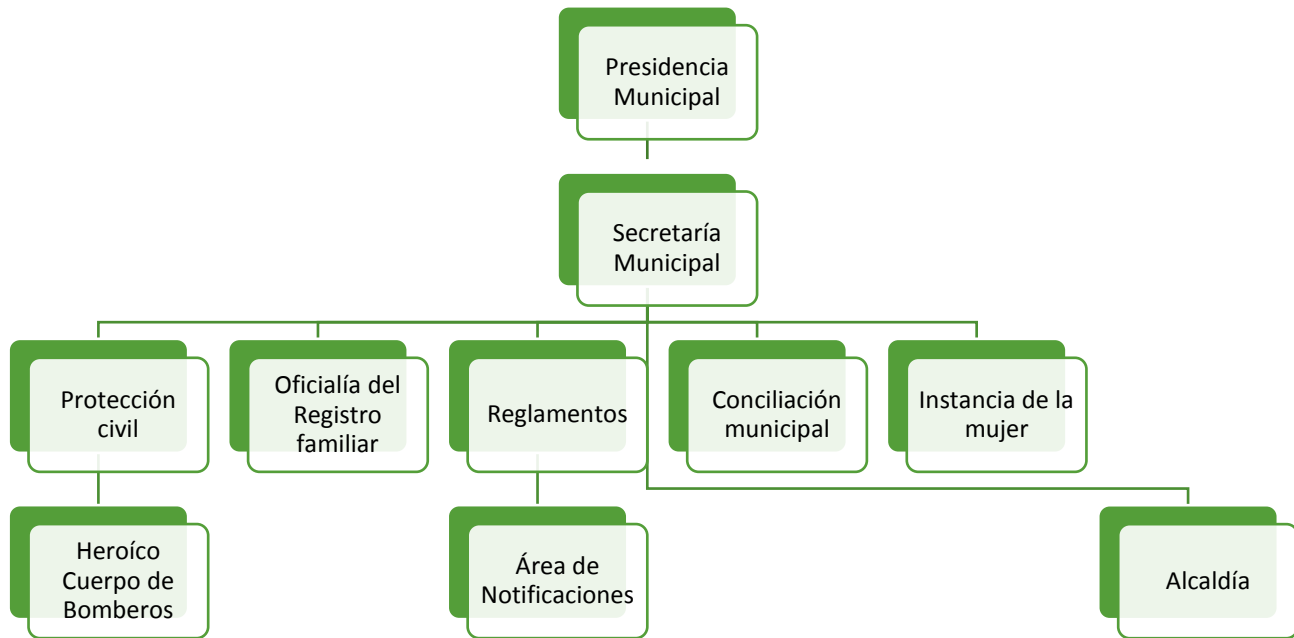 Presidencia
Municipal
Secretaría
Municipal
Protección
civil
Oficialía del
Registro
familiar
Reglamentos
Conciliación
municipal
Instancia de la
mujer
Heroíco
Cuerpo de
Bomberos
Área de
Notificaciones
Alcaldía